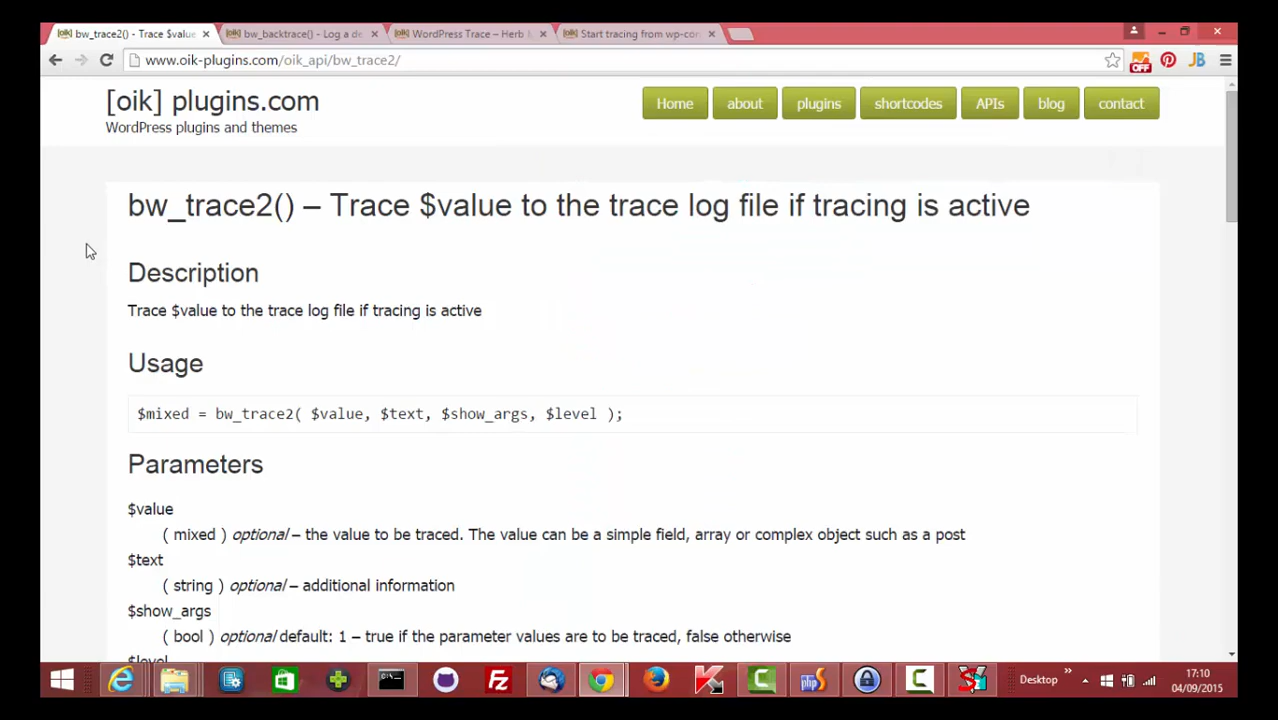 bw_trace2() - Trace $value
bw_backtrace() - Log a de
WordPress Trace – Herb
Start tracing from wp-con
www.oik-plugins.com/oik_api/bw_trace2/
OFF
JB
[oik] plugins.com
WordPress plugins and themes
Home
about
plugins
shortcodes
APIs
blog
contact
bw_trace2() – Trace $value to the trace log file if tracing is active
Description
Trace $value to the trace log file if tracing is active
Usage
$mixed = bw_trace2( $value, $text, $show_args, $level );
Parameters
$value
( mixed ) optional – the value to be traced. The value can be a simple field, array or complex object such as a post
$text
( string ) optional – additional information
$show_args
( bool ) optional default: 1 – true if the parameter values are to be traced, false otherwise
$level
Desktop
17:10
04/09/2015